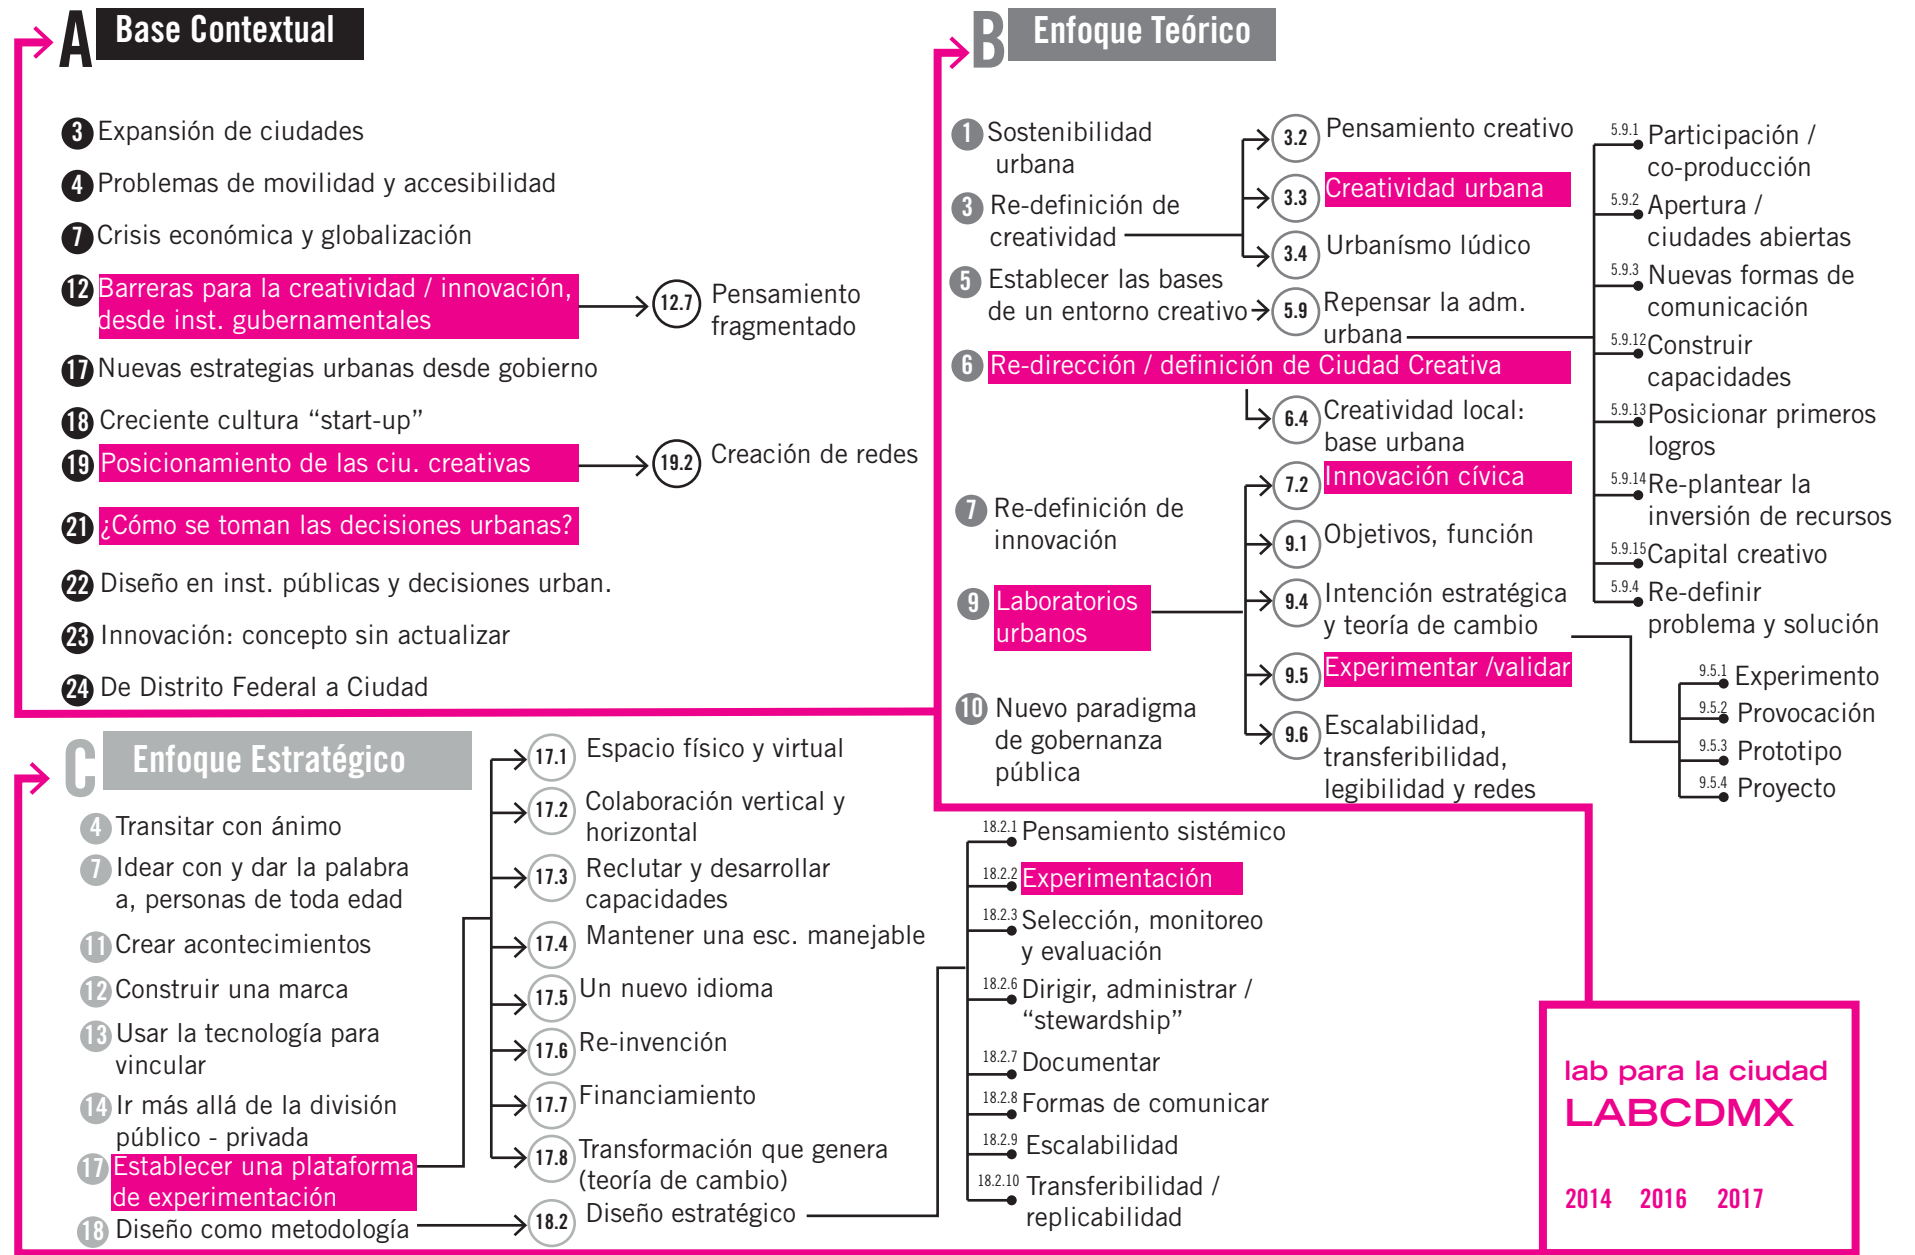 A Base Contextual
3 Expansión de ciudades
4 Problemas de movilidad y accesibilidad
7 Crisis económica y globalización
12 Barreras para la creatividad / innovación,
desde inst. gubernamentales
12.7 Pensamiento
fragmentado
17 Nuevas estrategias urbanas desde gobierno
18 Creciente cultura “start-up”
19 Posicionamiento de las ciu. creativas
19.2 Creación de redes
21 ¿Cómo se toman las decisiones urbanas?
22 Diseño en inst. públicas y decisiones urban.
23 Innovación: concepto sin actualizar
24 De Distrito Federal a Ciudad
B Enfoque Teórico
1 Sostenibilidad
urbana
3 Re-definición de
creatividad
5 Establecer las bases
de un entorno creativo
6 Re-dirección / definición de Ciudad Creativa
7 Re-definición de
innovación
9 Laboratorios
urbanos
10 Nuevo paradigma
de gobernanza
pública
3.2 Pensamiento creativo
3.3 Creatividad urbana
3.4 Urbanísmo lúdico
5.9 Repensar la adm.
urbana
6.4 Creatividad local:
base urbana
7.2 Innovación cívica
9.1 Objetivos, función
9.4 Intención estratégica
y teoría de cambio
9.5 Experimentar /validar
9.6 Escalabilidad,
transferibilidad,
legibilidad y redes
5.9.1 Participación /
co-producción
5.9.2 Apertura /
ciudades abiertas
5.9.3 Nuevas formas de
comunicación
5.9.12 Construir
capacidades
5.9.13 Posicionar primeros
logros
5.9.14 Re-plantear la
inversión de recursos
5.9.15 Capital creativo
5.9.4 Re-definir
problema y solución
9.5.1 Experimento
9.5.2 Provocación
9.5.3 Prototipo
9.5.4 Proyecto
C Enfoque Estratégico
4 Transitar con ánimo
7 Idear con y dar la palabra
a, personas de toda edad
11 Crear acontecimientos
12 Construir una marca
13 Usar la tecnología para
vincular
14 Ir más allá de la división
público - privada
17 Establecer una plataforma
de experimentación
18 Diseño como metodología
17.1 Espacio físico y virtual
17.2 Colaboración vertical y
horizontal
17.3 Reclutar y desarrollar
capacidades
17.4 Mantener una esc. manejable
17.5 Un nuevo idioma
17.6 Re-invención
17.7 Financiamiento
17.8 Transformación que genera
(teoría de cambio)
18.2 Diseño estratégico
18.2.1 Pensamiento sistémico
18.2.2 Experimentación
18.2.3 Selección, monitoreo
y evaluación
18.2.6 Dirigir, administrar /
“stewardship”
18.2.7 Documentar
18.2.8 Formas de comunicar
18.2.9 Escalabilidad
18.2.10 Transferibilidad /
replicabilidad
lab para la ciudad
LABCDMX
2014 2016 2017